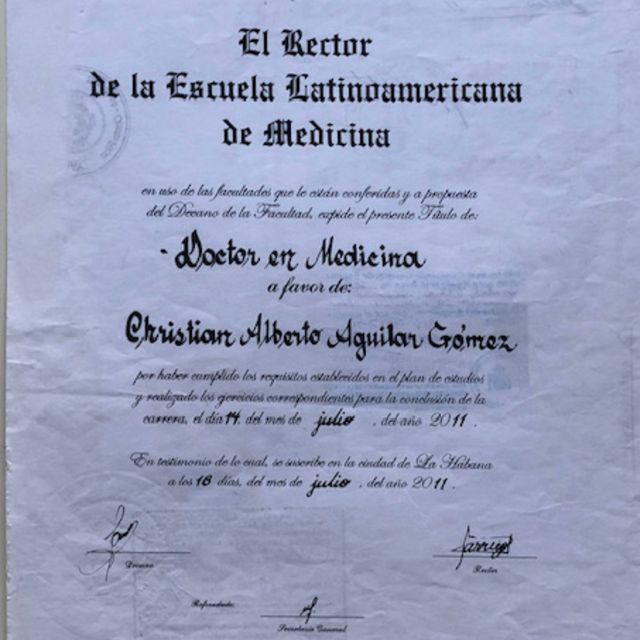 El Rector
de la Escuela Latinoamericana
de Medicina
en uso de las facultades que le están conferidas y a propuesta
del Decano de la Facultad, expide el presente Título de:
Doctor en Medicina
a favor de:
Christian Alberto Aguilar Gómez
por haber cumplido los requisitos establecidos en el plan de estudios
y realizado los ejercicios correspondientes para la conclusión de la
carrera, el día 14 del mes de julio , del año 2011 .
En testimonio de lo cual, se suscribe en la ciudad de La Habana
a los 18 días, del mes de julio , del año 2011 .
Decano
Rector
Refrendado:
Secretario General